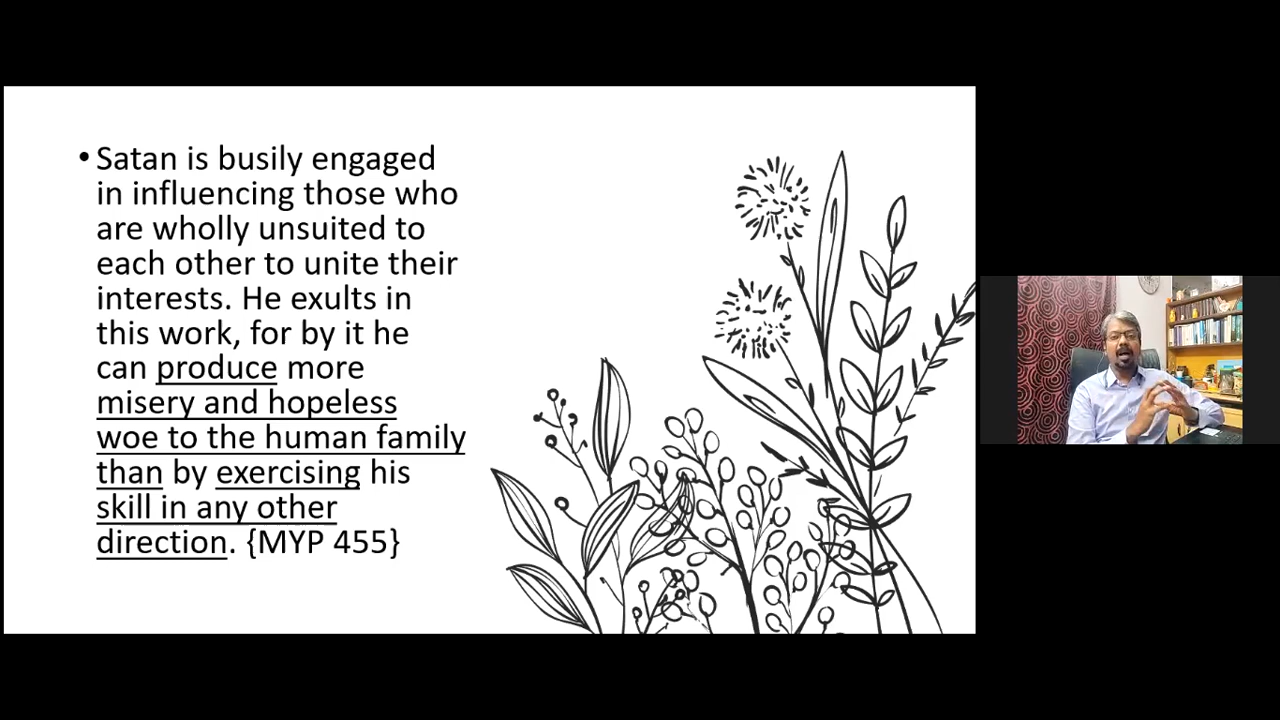 • Satan is busily engaged
in influencing those who
are wholly unsuited to
each other to unite their
interests. He exults in
this work, for by it he
can produce more
misery and hopeless
woe to the human family
than by exercising his
skill in any other
direction. {MYP 455}